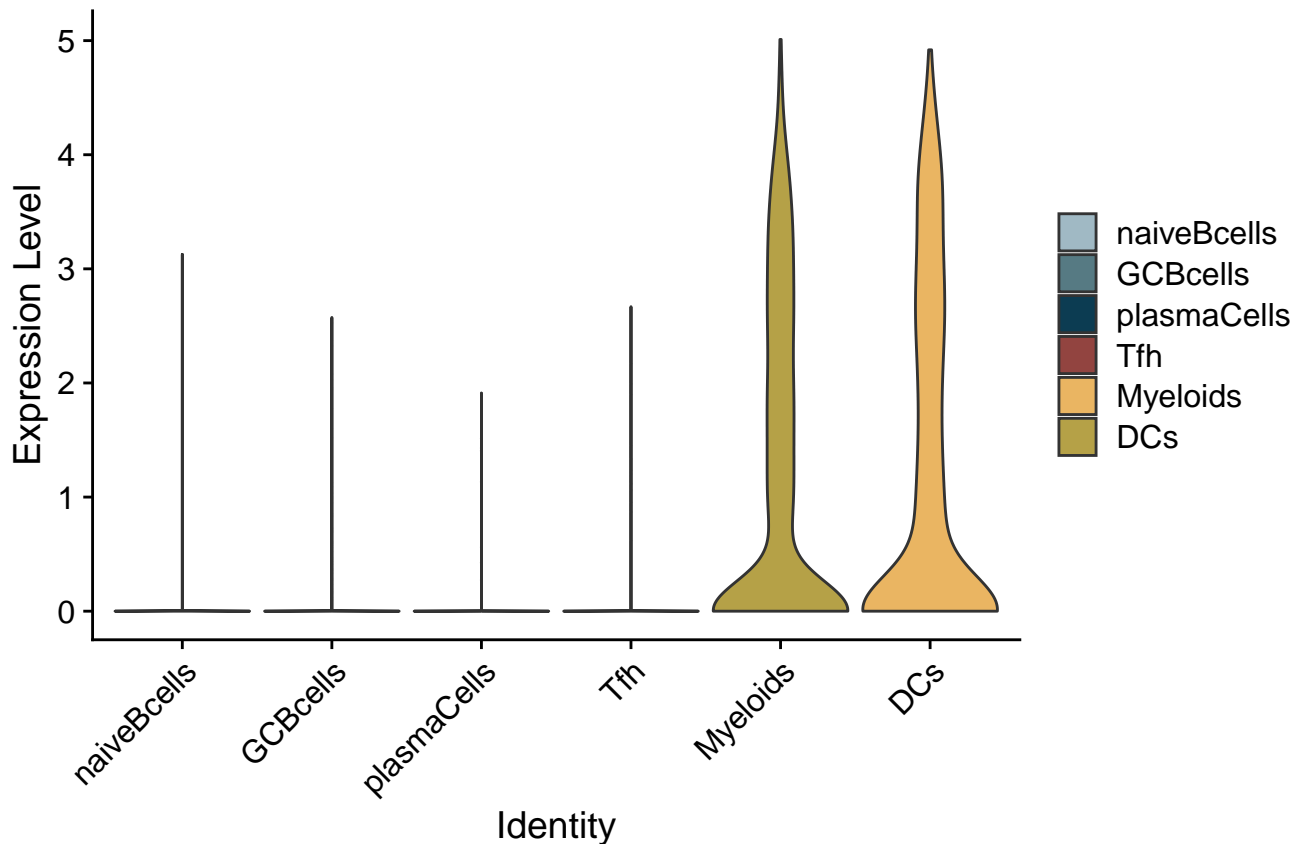 Expression Level
5
4
3
2
1
0
naiveBcells
GCBcells
plasmaCells
Tfh
Myeloids
DCs
Identity
naiveBcells
GCBcells
plasmaCells
Tfh
Myeloids
DCs